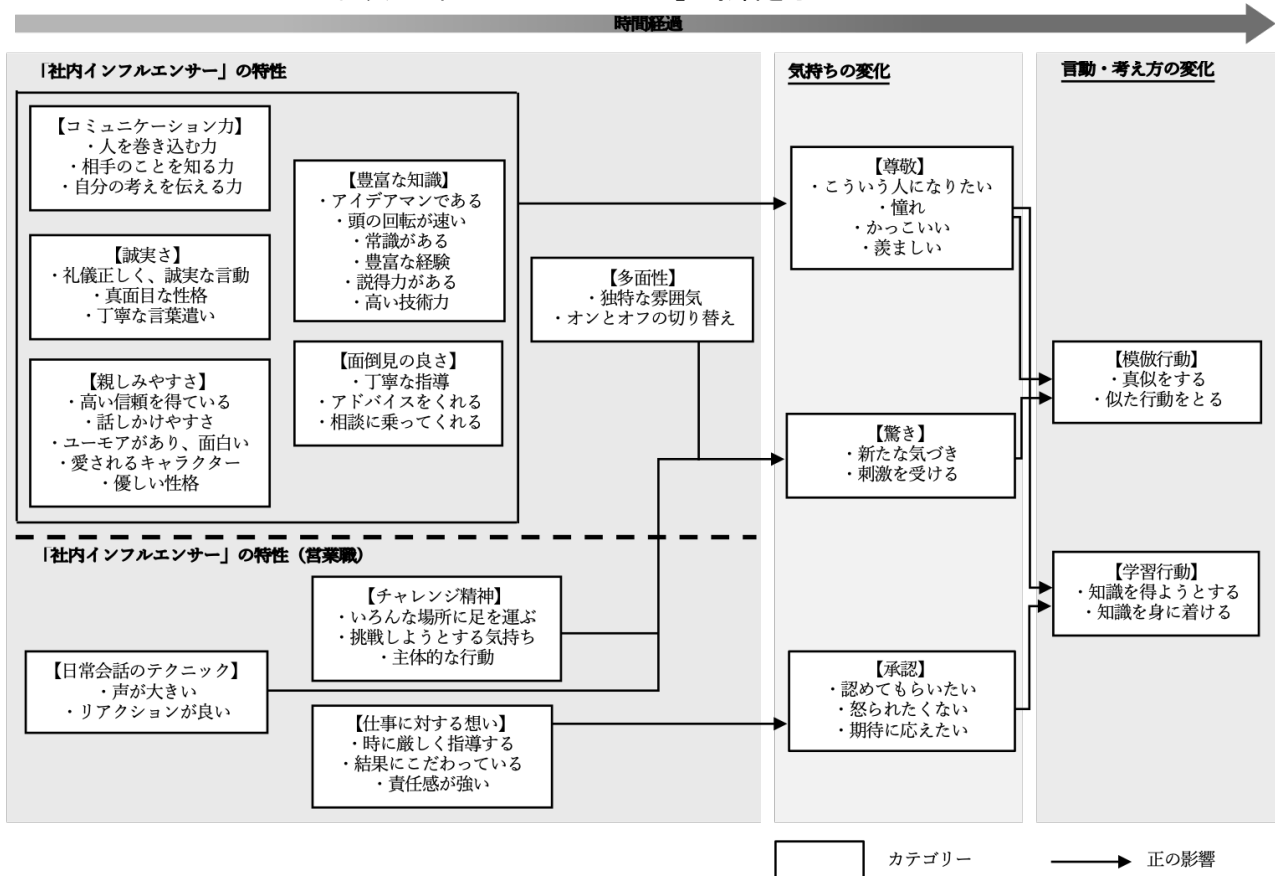 時間経過
「社内インフルエンサー」の特性
【コミュニケーション力】
・人を巻き込む力
・相手のことを知る力
・自分の考えを伝える力
【誠実さ】
・礼儀正しく、誠実な言動
・真面目な性格
・丁寧な言葉遣い
【親しみやすさ】
・高い信頼を得ている
・話しかけやすさ
・ユーモアがあり、面白い
・愛されるキャラクター
・優しい性格
【豊富な知識】
・アイデアマンである
・頭の回転が速い
・常識がある
・豊富な経験
・説得力がある
・高い技術力
【面倒見の良さ】
・丁寧な指導
・アドバイスをくれる
・相談に乗ってくれる
【多面性】
・独特な雰囲気
・オンとオフの切り替え
「社内インフルエンサー」の特性（営業職）
【チャレンジ精神】
・いろんな場所に足を運ぶ
・挑戦しようとする気持ち
・主体的な行動
【日常会話のテクニック】
・声が大きい
・リアクションが良い
【仕事に対する想い】
・時に厳しく指導する
・結果にこだわっている
・責任感が強い
気持ちの変化
【尊敬】
・こういう人になりたい
・憧れ
・かっこいい
・羨ましい
【驚き】
・新たな気づき
・刺激を受ける
【承認】
・認めてもらいたい
・怒られたくない
・期待に応えたい
言動・考え方の変化
【模倣行動】
・真似をする
・似た行動をとる
【学習行動】
・知識を得ようとする
・知識を身に着ける
カテゴリー
正の影響